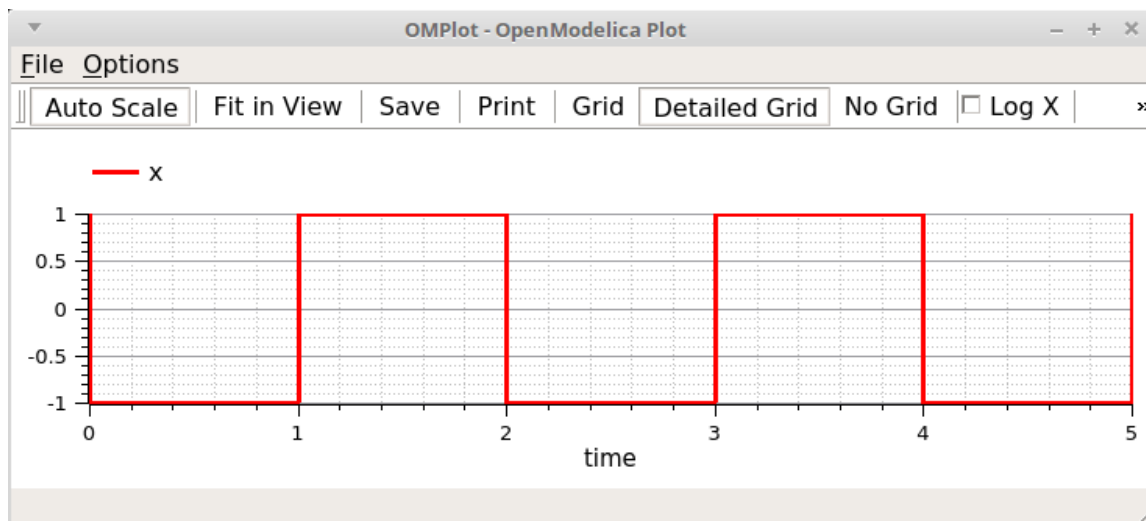 OMPlot - OpenModelica Plot
File Options
Auto Scale Fit in View Save Print Grid Detailed Grid No Grid Log X »
x
1
0.5
0
-0.5
-1
0 1 2 3 4 5
time